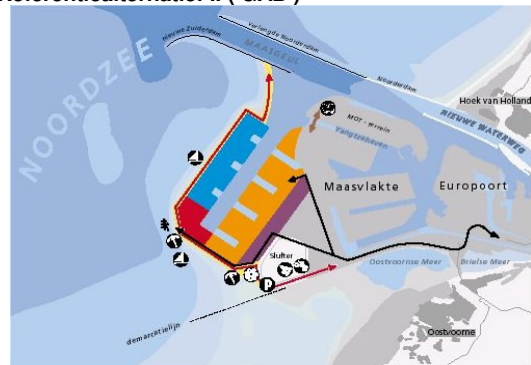 Nieuwe Zuiderdam
Verlengde Noorderdam
MAASGEUL
NOORDZEE
Noorderdam
Hoek van Holland
NIEUWE WATERWEG
MOT - terrein
Yangtzehaven
Maasvlakte
Europoort
Slufter
P
Oostvoornse Meer
Brielse Meer
demarcatielijn
Oostvoorne